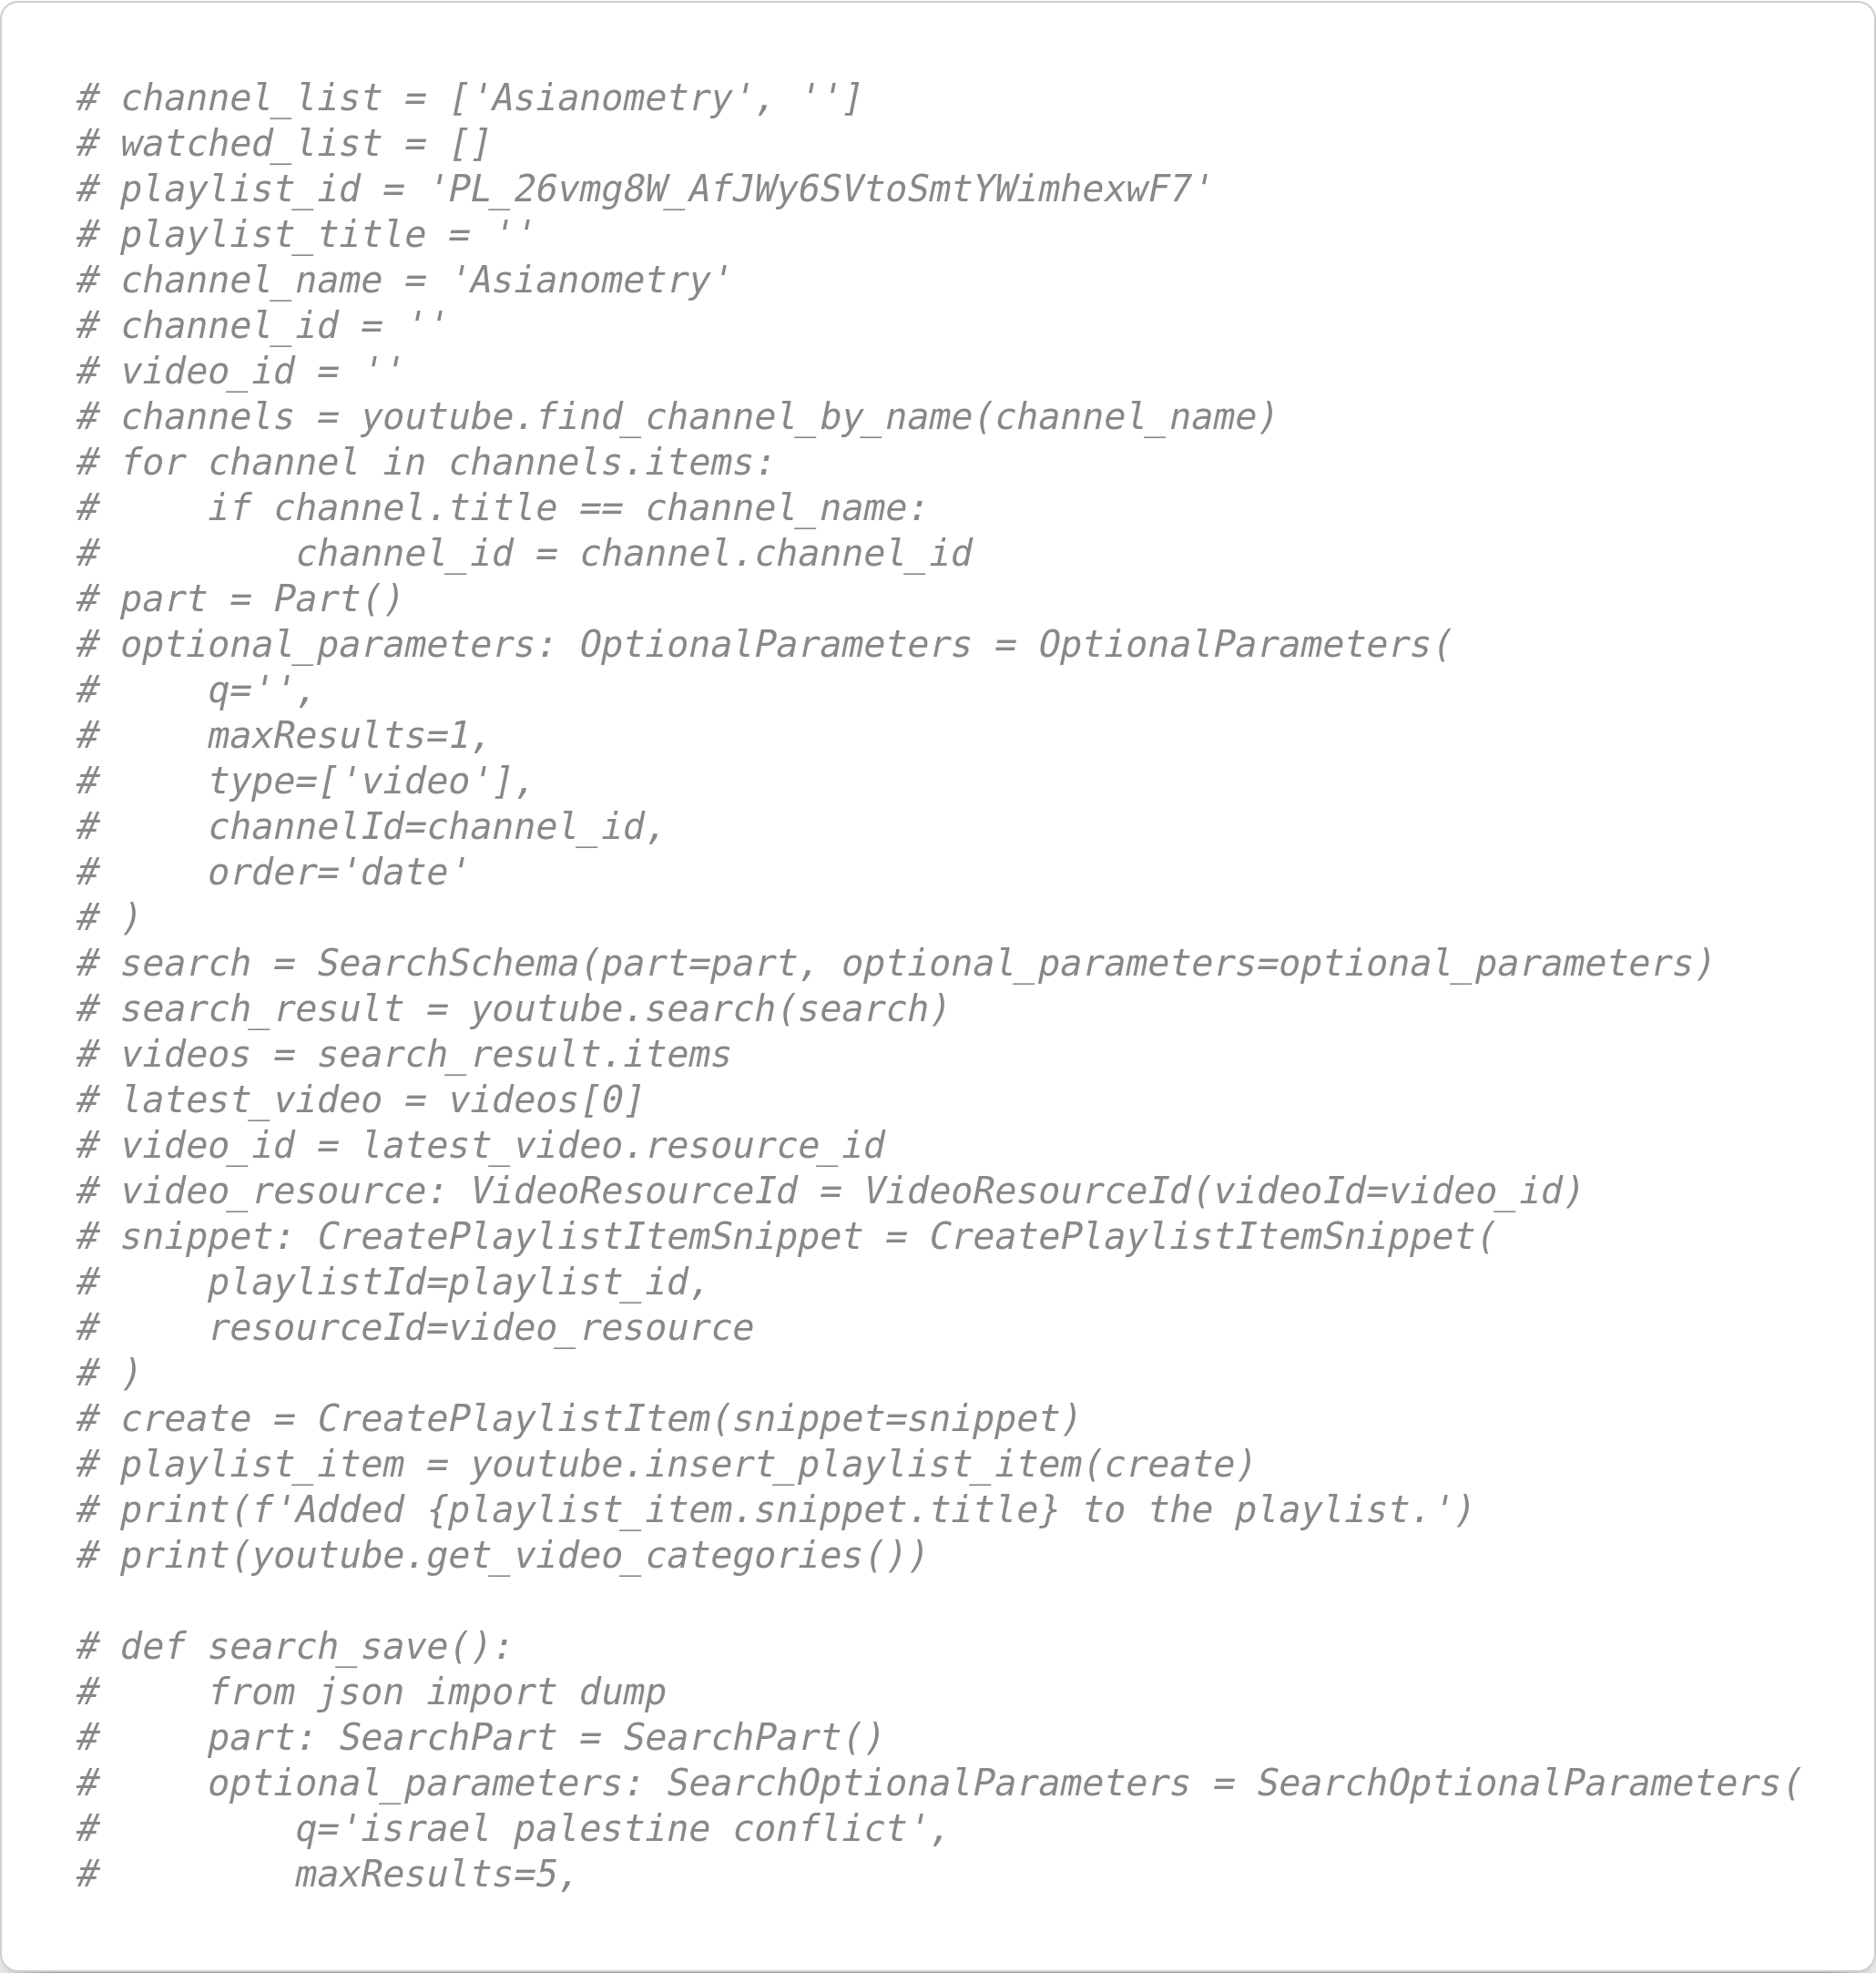 # channel_list = ['Asianometry', '']
# watched_list = []
# playlist_id = 'PL_26vmg8W_AfJWy6SVtoSmtYWimhexwF7'
# playlist_title = ''
# channel_name = 'Asianometry'
# channel_id = ''
# video_id = ''
# channels = youtube.find_channel_by_name(channel_name)
# for channel in channels.items:
#     if channel.title == channel_name:
#         channel_id = channel.channel_id
# part = Part()
# optional_parameters: OptionalParameters = OptionalParameters(
#     q='',
#     maxResults=1,
#     type=['video'],
#     channelId=channel_id,
#     order='date'
# )
# search = SearchSchema(part=part, optional_parameters=optional_parameters)
# search_result = youtube.search(search)
# videos = search_result.items
# latest_video = videos[0]
# video_id = latest_video.resource_id
# video_resource: VideoResourceId = VideoResourceId(videoId=video_id)
# snippet: CreatePlaylistItemSnippet = CreatePlaylistItemSnippet(
#     playlistId=playlist_id,
#     resourceId=video_resource
# )
# create = CreatePlaylistItem(snippet=snippet)
# playlist_item = youtube.insert_playlist_item(create)
# print(f'Added {playlist_item.snippet.title} to the playlist.')
# print(youtube.get_video_categories())

# def search_save():
#     from json import dump
#     part: SearchPart = SearchPart()
#     optional_parameters: SearchOptionalParameters = SearchOptionalParameters(
#         q='israel palestine conflict',
#         maxResults=5,